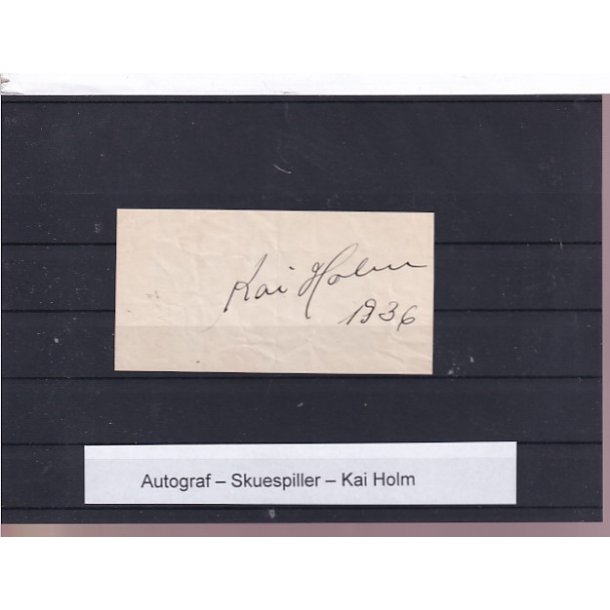 Kai Holm
1936
Autograf – Skuespiller – Kai Holm